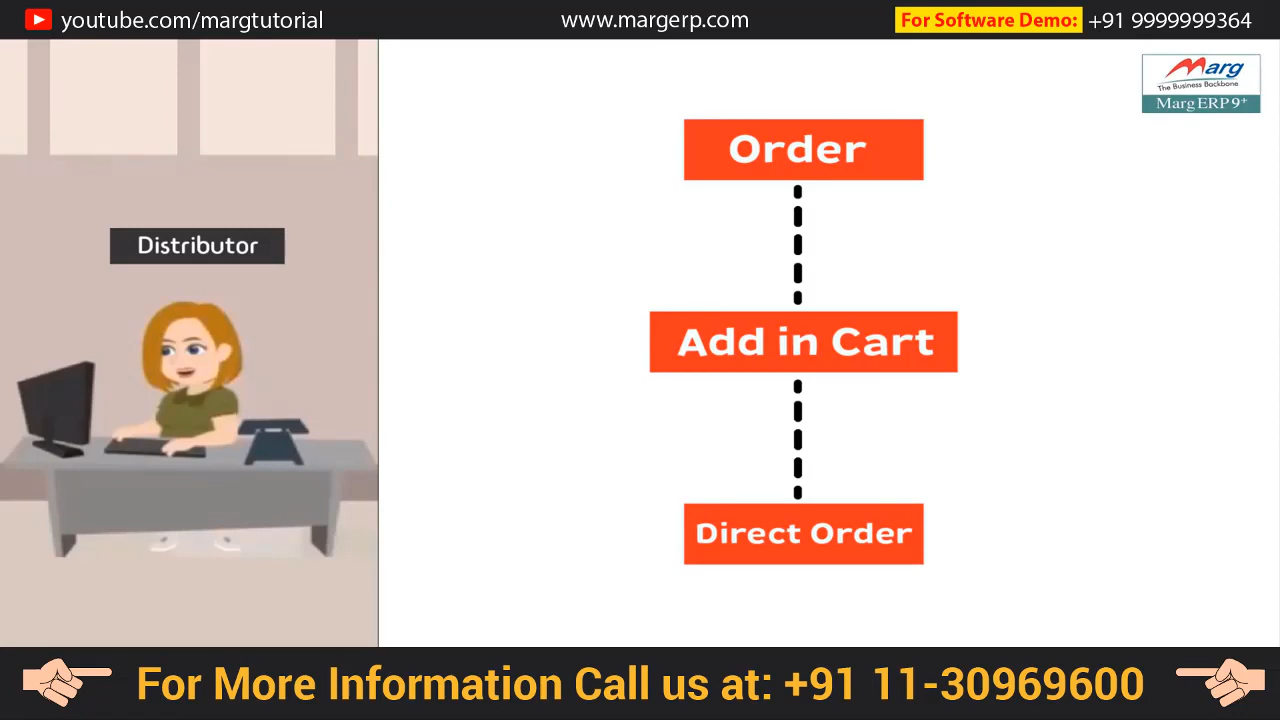 youtube.com/margtutorial
www.margerp.com
For Software Demo: +91 9999999364
Marg
The Business Backbone
Marg ERP 9+
Order
Distributor
Add in Cart
Direct Order
For More Information Call us at: +91 11-30969600